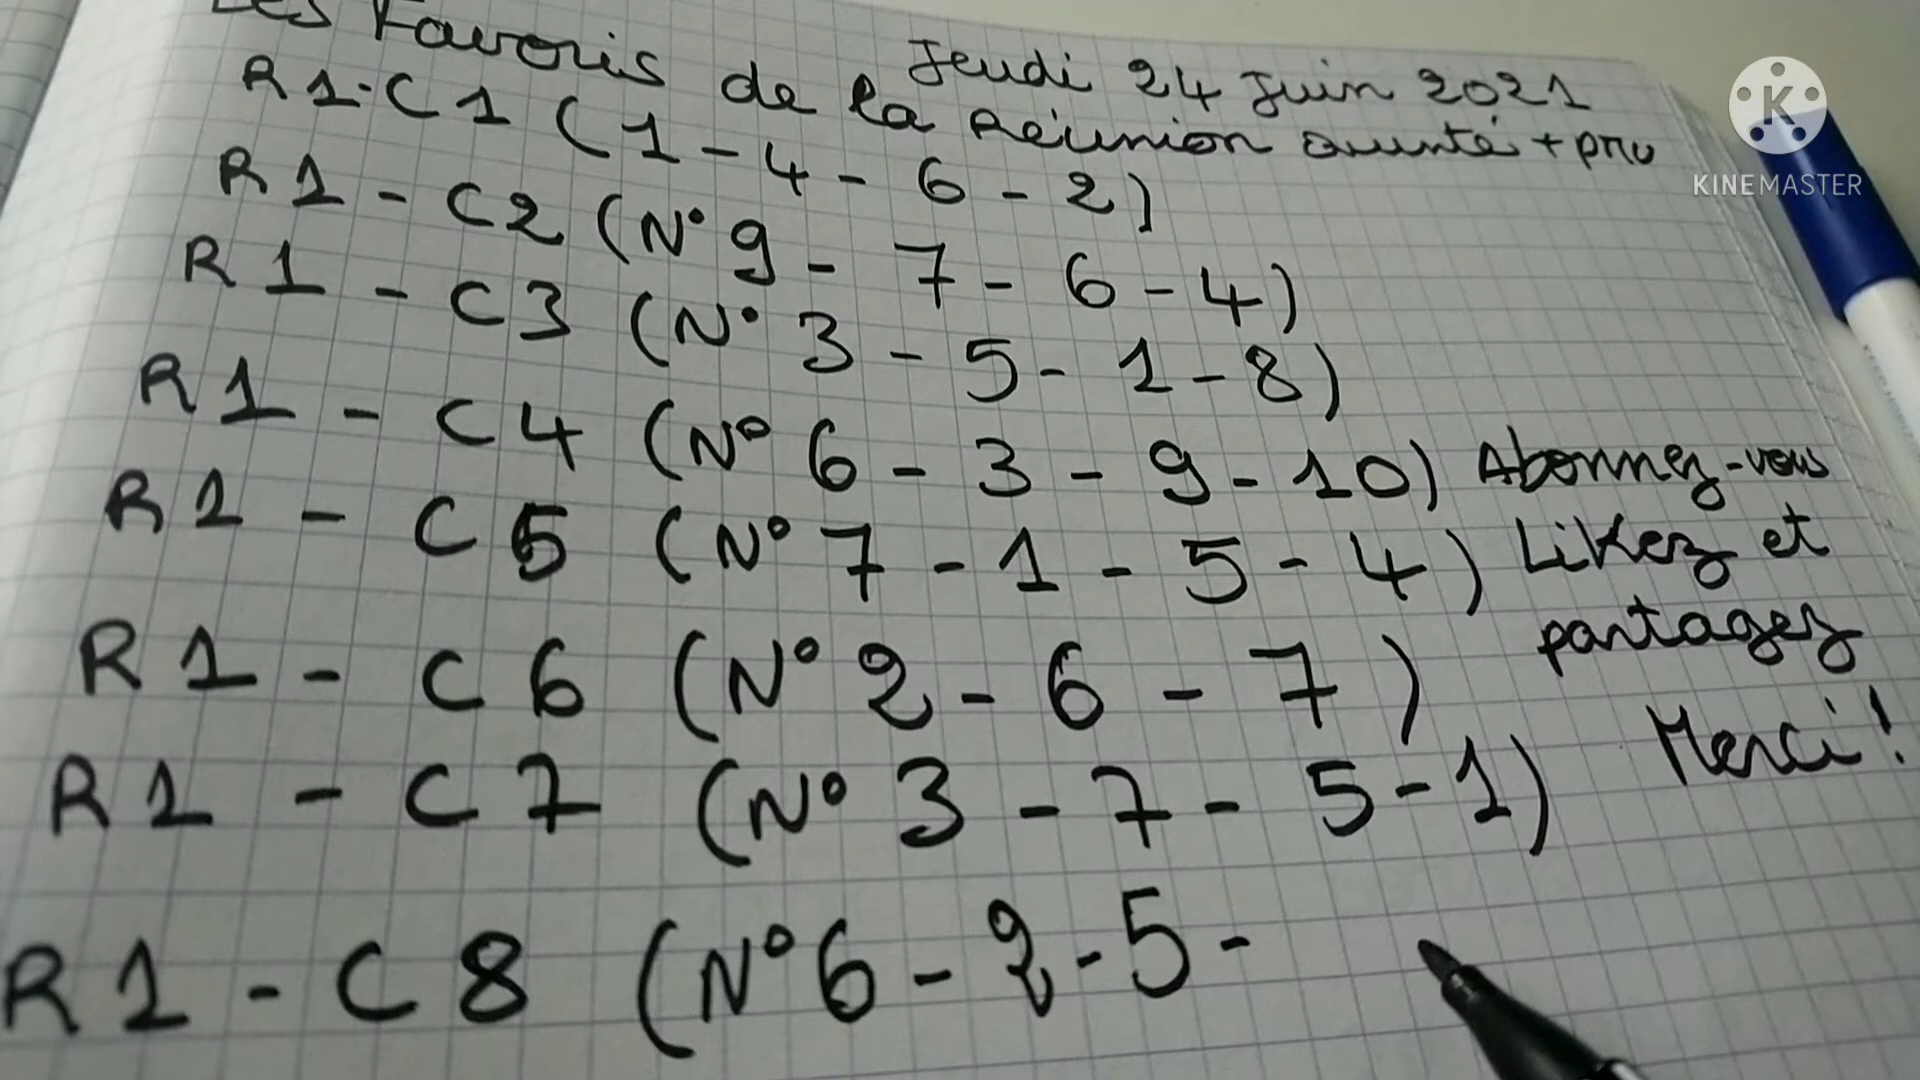 Jeudi 24 Juin 2021
Les Favoris de la Réunion quinté + pmu
R1-C1 (1-4-6-2)
R1-C2 (N°9-7-6-4)
R1-C3 (N°3-5-1-8)
R1-C4 (N°6-3-9-10)
R1-C5 (N°7-1-5-4)
R1-C6 (N°2-6-7)
R1-C7 (N°3-7-5-1)
R1-C8 (N°6-2-5-
Abonnez-vous
Likez et
partagez
Merci!
KINEMASTER